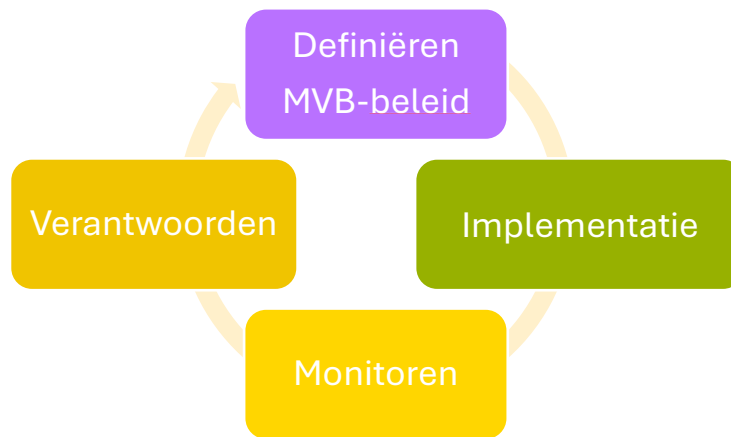 Definiëren
MVB-beleid
Verantwoorden
Implementatie
Monitoren